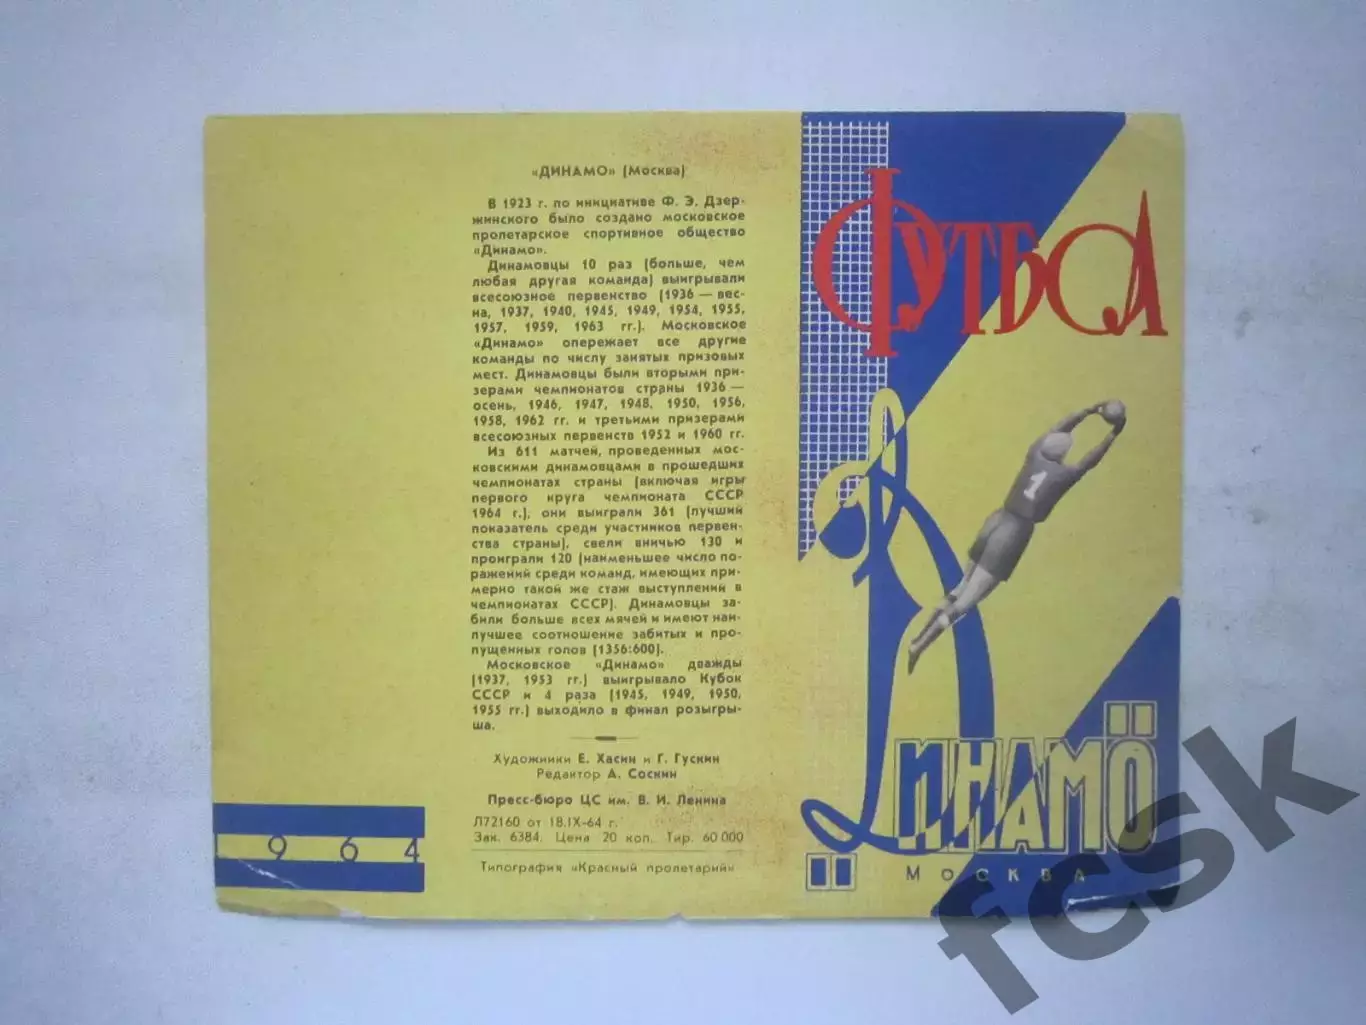 «ДИНАМО» (Москва)
В 1923 г. по инициативе Ф. Э. Дзер-
жинского было создано московское
пролетарское спортивное общество
«Динамо».
Динамовцы 10 раз (больше, чем
любая другая команда) выигрывали
всесоюзное первенство (1936 — вес-
на, 1937, 1940, 1945, 1949, 1954, 1955,
1957, 1959, 1963 гг.). Московское
«Динамо» опережает все другие
команды по числу занятых призовых
мест. Динамовцы были вторыми при-
зерами чемпионатов страны 1936 —
осень, 1946, 1947, 1948, 1950, 1956,
1958, 1962 гг. и третьими призерами
всесоюзных первенств 1952 и 1960 гг.
Из 611 матчей, проведенных мос-
ковскими динамовцами в прошедших
чемпионатах страны (включая игры
первого круга чемпионата СССР
1964 г.), они выиграли 361 (лучший
показатель среди участников первен-
ства страны), свели вничью 130 и
проиграли 120 (наименьшее число по-
ражений среди команд, имеющих при-
мерно такой же стаж выступлений в
чемпионатах СССР). Динамовцы за-
били больше всех мячей и имеют наи-
лучшее соотношение забитых и про-
пущенных голов (1356:600).
Московское «Динамо» дважды
(1937, 1953 гг.) выигрывало Кубок
СССР и 4 раза (1945, 1949, 1950,
1955 гг.) выходило в финал розыгры-
ша.
Художники Е. Хасин и Г. Гускин
Редактор А. Соскин
Пресс-бюро ЦС им. В. И. Ленина
Л72160 от 18.IX-64 г.
Зак. 6384. Цена 20 коп. Тир. 60 000
Типография «Красный пролетарий»
1964
ФУТБОЛ
Д
1
ДИНАМО
МОСКВА
fcsk